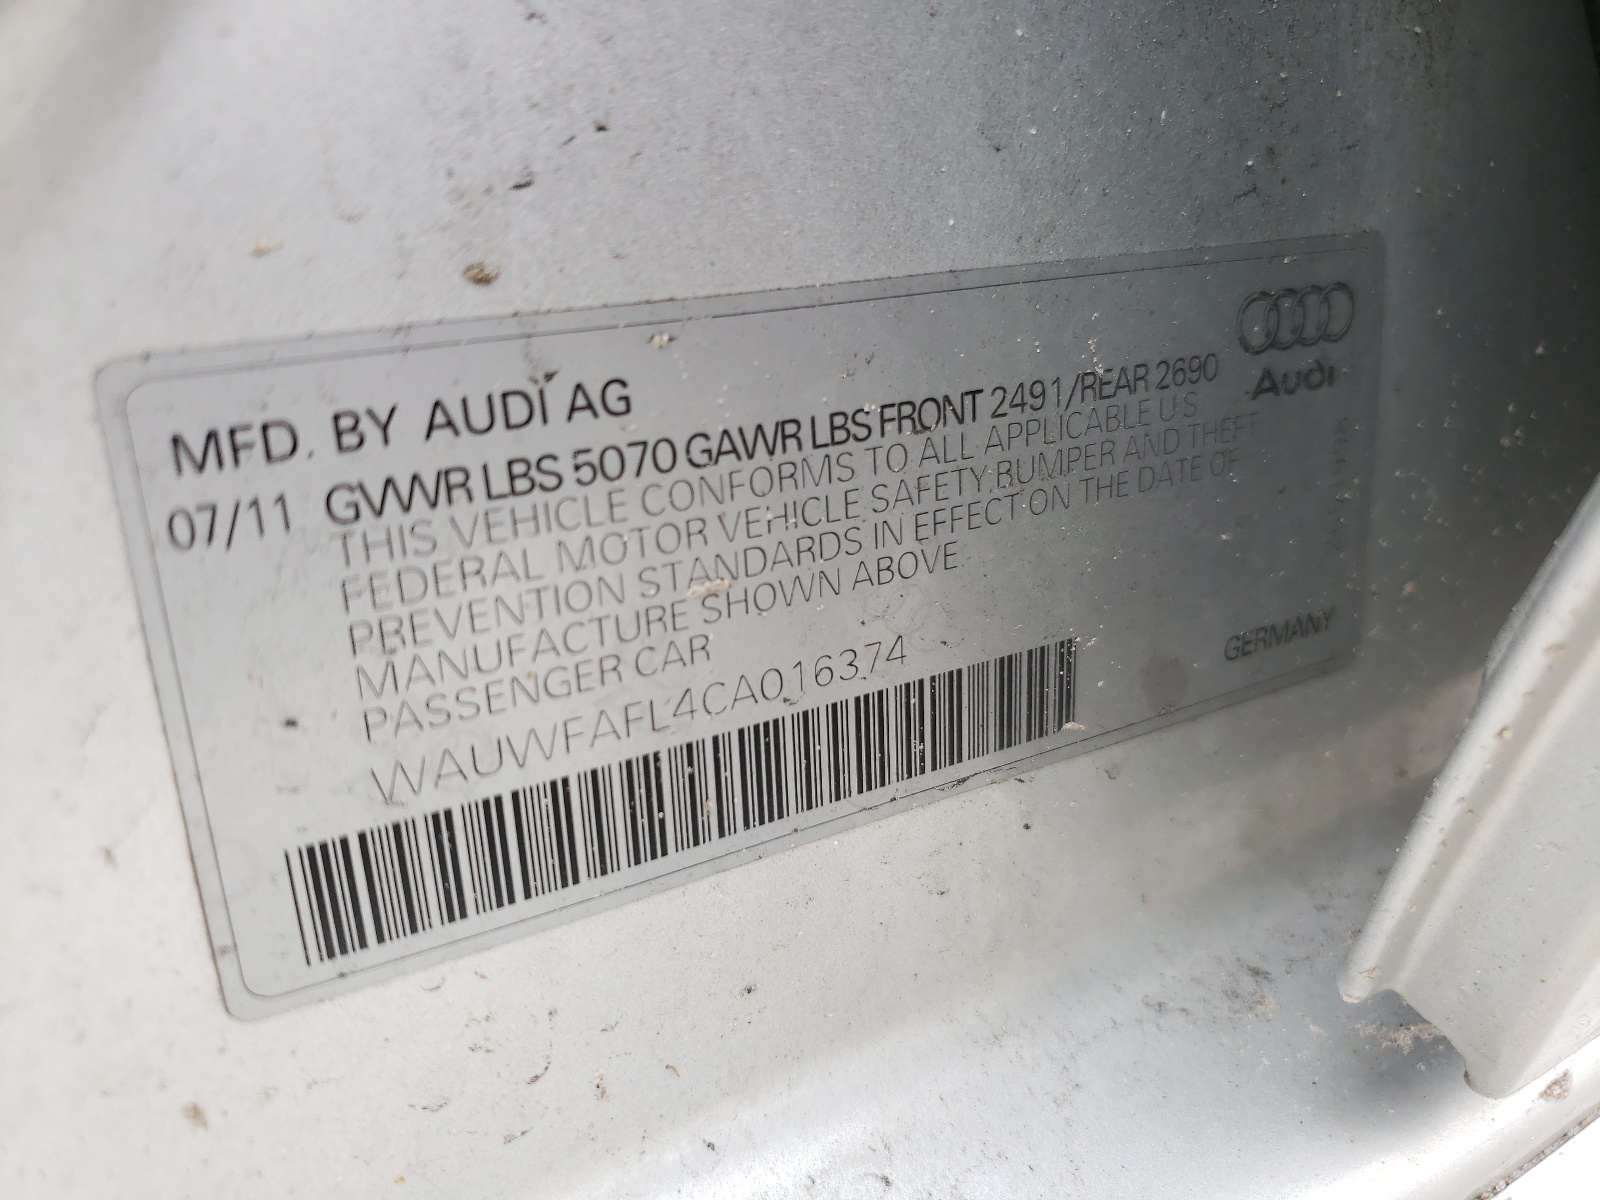 MFD. BY AUDI AG
07/11 GVWR LBS 5070 GAWR LBS FRONT 2491/REAR 2690
THIS VEHICLE CONFORMS TO ALL APPLICABLE U S
FEDERAL MOTOR VEHICLE SAFETY BUMPER AND THEFT
PREVENTION STANDARDS IN EFFECT ON THE DATE OF
MANUFACTURE SHOWN ABOVE
PASSENGER CAR
WAUWFAFL4CA016374
Audi
GERMANY